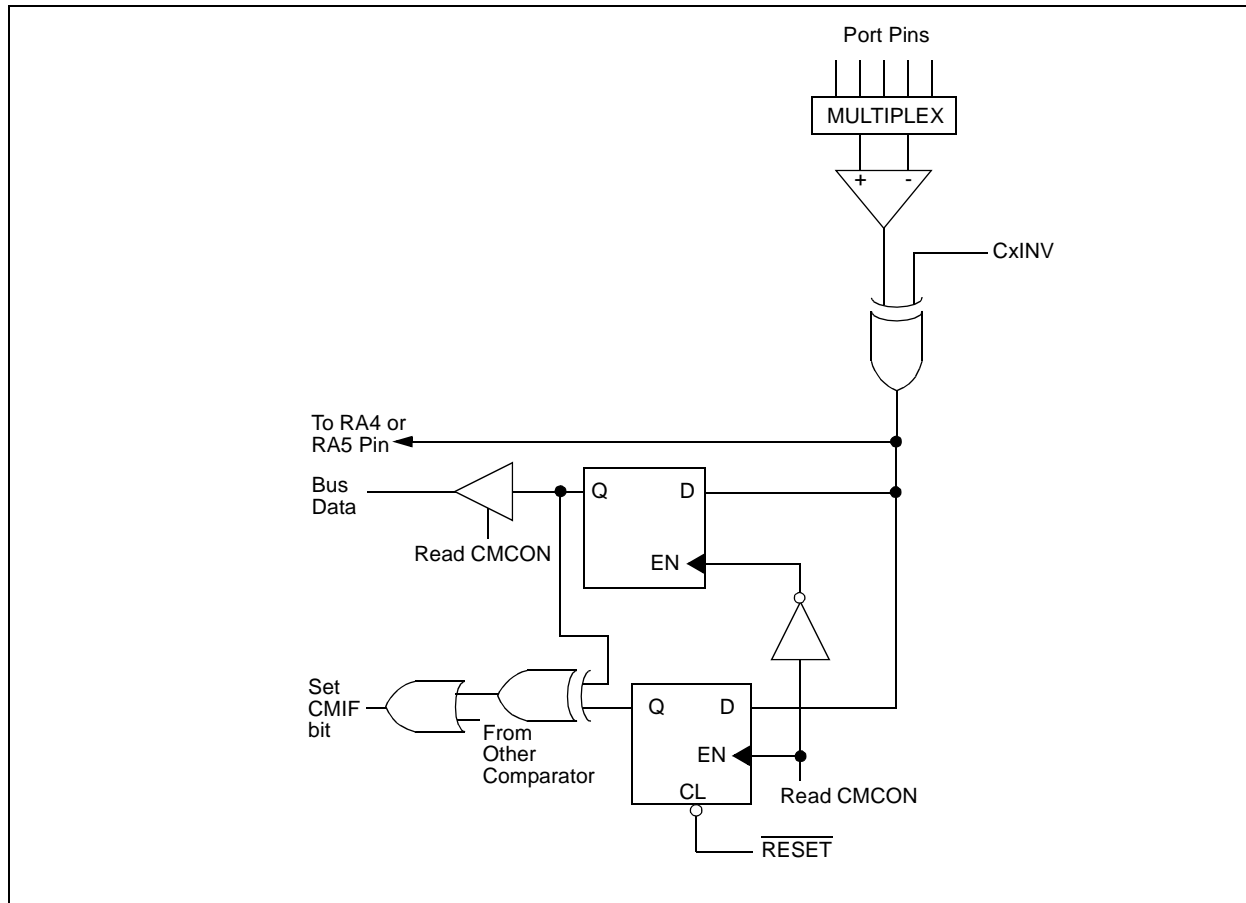 Port Pins
MULTIPLEX
+ -
CxINV
To RA4 or
RA5 Pin
Bus
Data
Q D
EN
Read CMCON
Set
CMIF
bit
From
Other
Comparator
Q D
EN
CL
Read CMCON
RESET